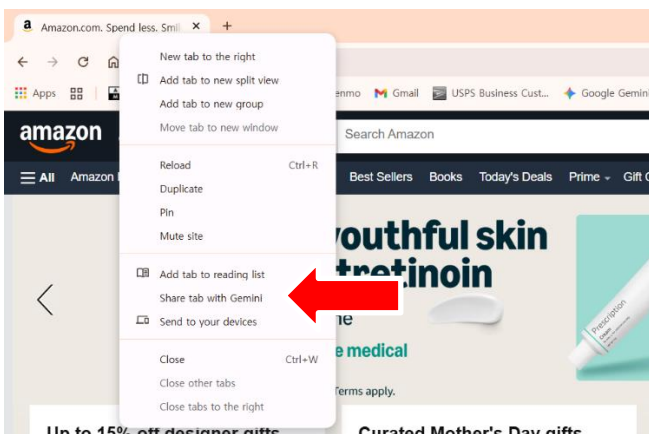 Amazon.com. Spend less. Smil
New tab to the right
Add tab to new split view
Add tab to new group
Move tab to new window
Reload Ctrl+R
Duplicate
Pin
Mute site
Add tab to reading list
Share tab with Gemini
Send to your devices
Close Ctrl+W
Close other tabs
Close tabs to the right
Apps
Gmail USPS Business Cust... Google Gemini
amazon
Search Amazon
All Amazon
Best Sellers Books Today's Deals Prime Gift
youthful skin
tretinoin
e medical
Terms apply.
Prescription
Cream
Up to 15% off designer gifts
Curated Mother's Day gifts